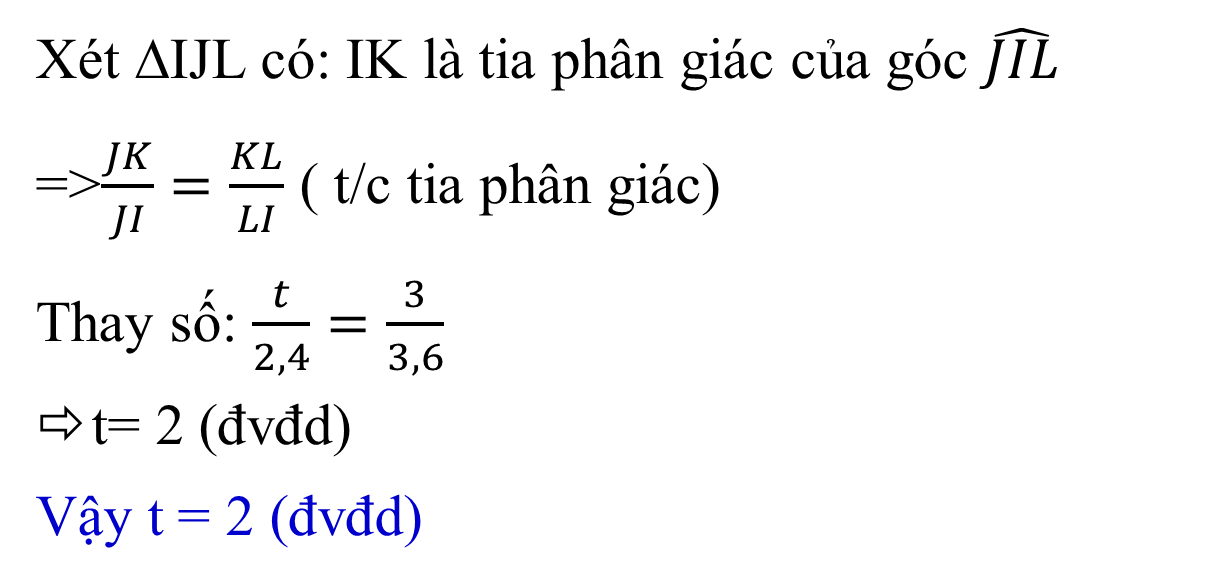 Xét ∆IJL có: IK là tia phân giác của góc $\widehat{JIL}$
=>$\frac{JK}{JI} = \frac{KL}{LI}$ ( t/c tia phân giác)
Thay số: $\frac{t}{2,4} = \frac{3}{3,6}$
⇨t= 2 (đvđd)
Vậy t = 2 (đvđd)